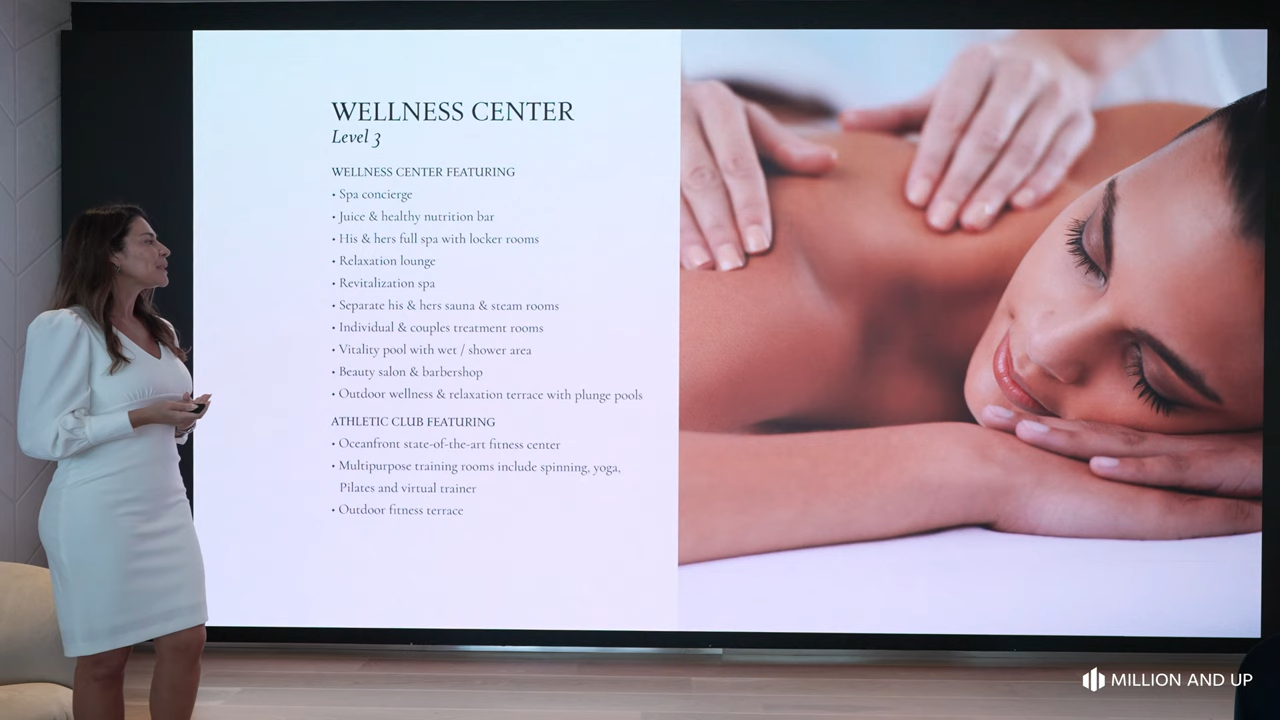 WELLNESS CENTER
Level 3
WELLNESS CENTER FEATURING
• Spa concierge
• Juice & healthy nutrition bar
• His & hers full spa with locker rooms
• Relaxation lounge
• Revitalization spa
• Separate his & hers sauna & steam rooms
• Individual & couples treatment rooms
• Vitality pool with wet / shower area
• Beauty salon & barbershop
• Outdoor wellness & relaxation terrace with plunge pools
ATHLETIC CLUB FEATURING
• Oceanfront state-of-the-art fitness center
• Multipurpose training rooms include spinning, yoga,
Pilates and virtual trainer
• Outdoor fitness terrace
MILLION AND UP